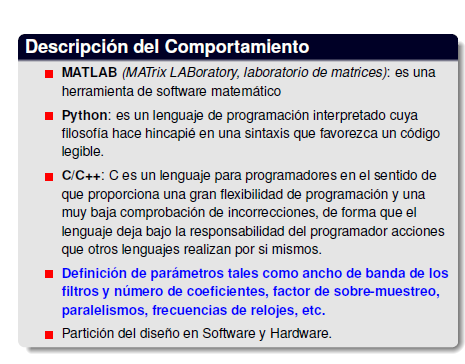 Descripción del Comportamiento
MATLAB (MATrix LABoratory, laboratorio de matrices): es una
herramienta de software matemático
Python: es un lenguaje de programación interpretado cuya
filosofía hace hincapié en una sintaxis que favorezca un código
legible.
C/C++: C es un lenguaje para programadores en el sentido de
que proporciona una gran flexibilidad de programación y una
muy baja comprobación de incorrecciones, de forma que el
lenguaje deja bajo la responsabilidad del programador acciones
que otros lenguajes realizan por si mismos.
Definición de parámetros tales como ancho de banda de los
filtros y número de coeficientes, factor de sobre-muestreo,
paralelismos, frecuencias de relojes, etc.
Partición del diseño en Software y Hardware.